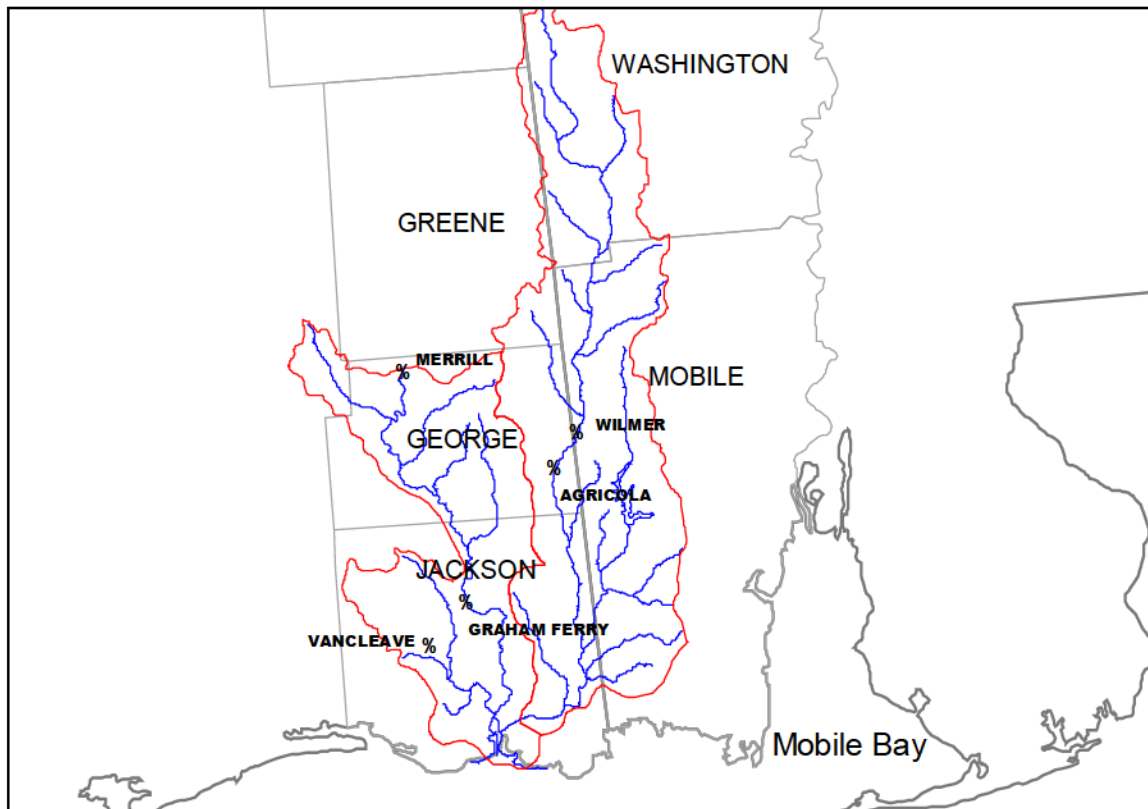 WASHINGTON
GREENE
% MERRILL
MOBILE
% WILMER
GEORGE
%
AGRICOLA
JACKSON
%
GRAHAM FERRY
VANCLEAVE %
Mobile Bay